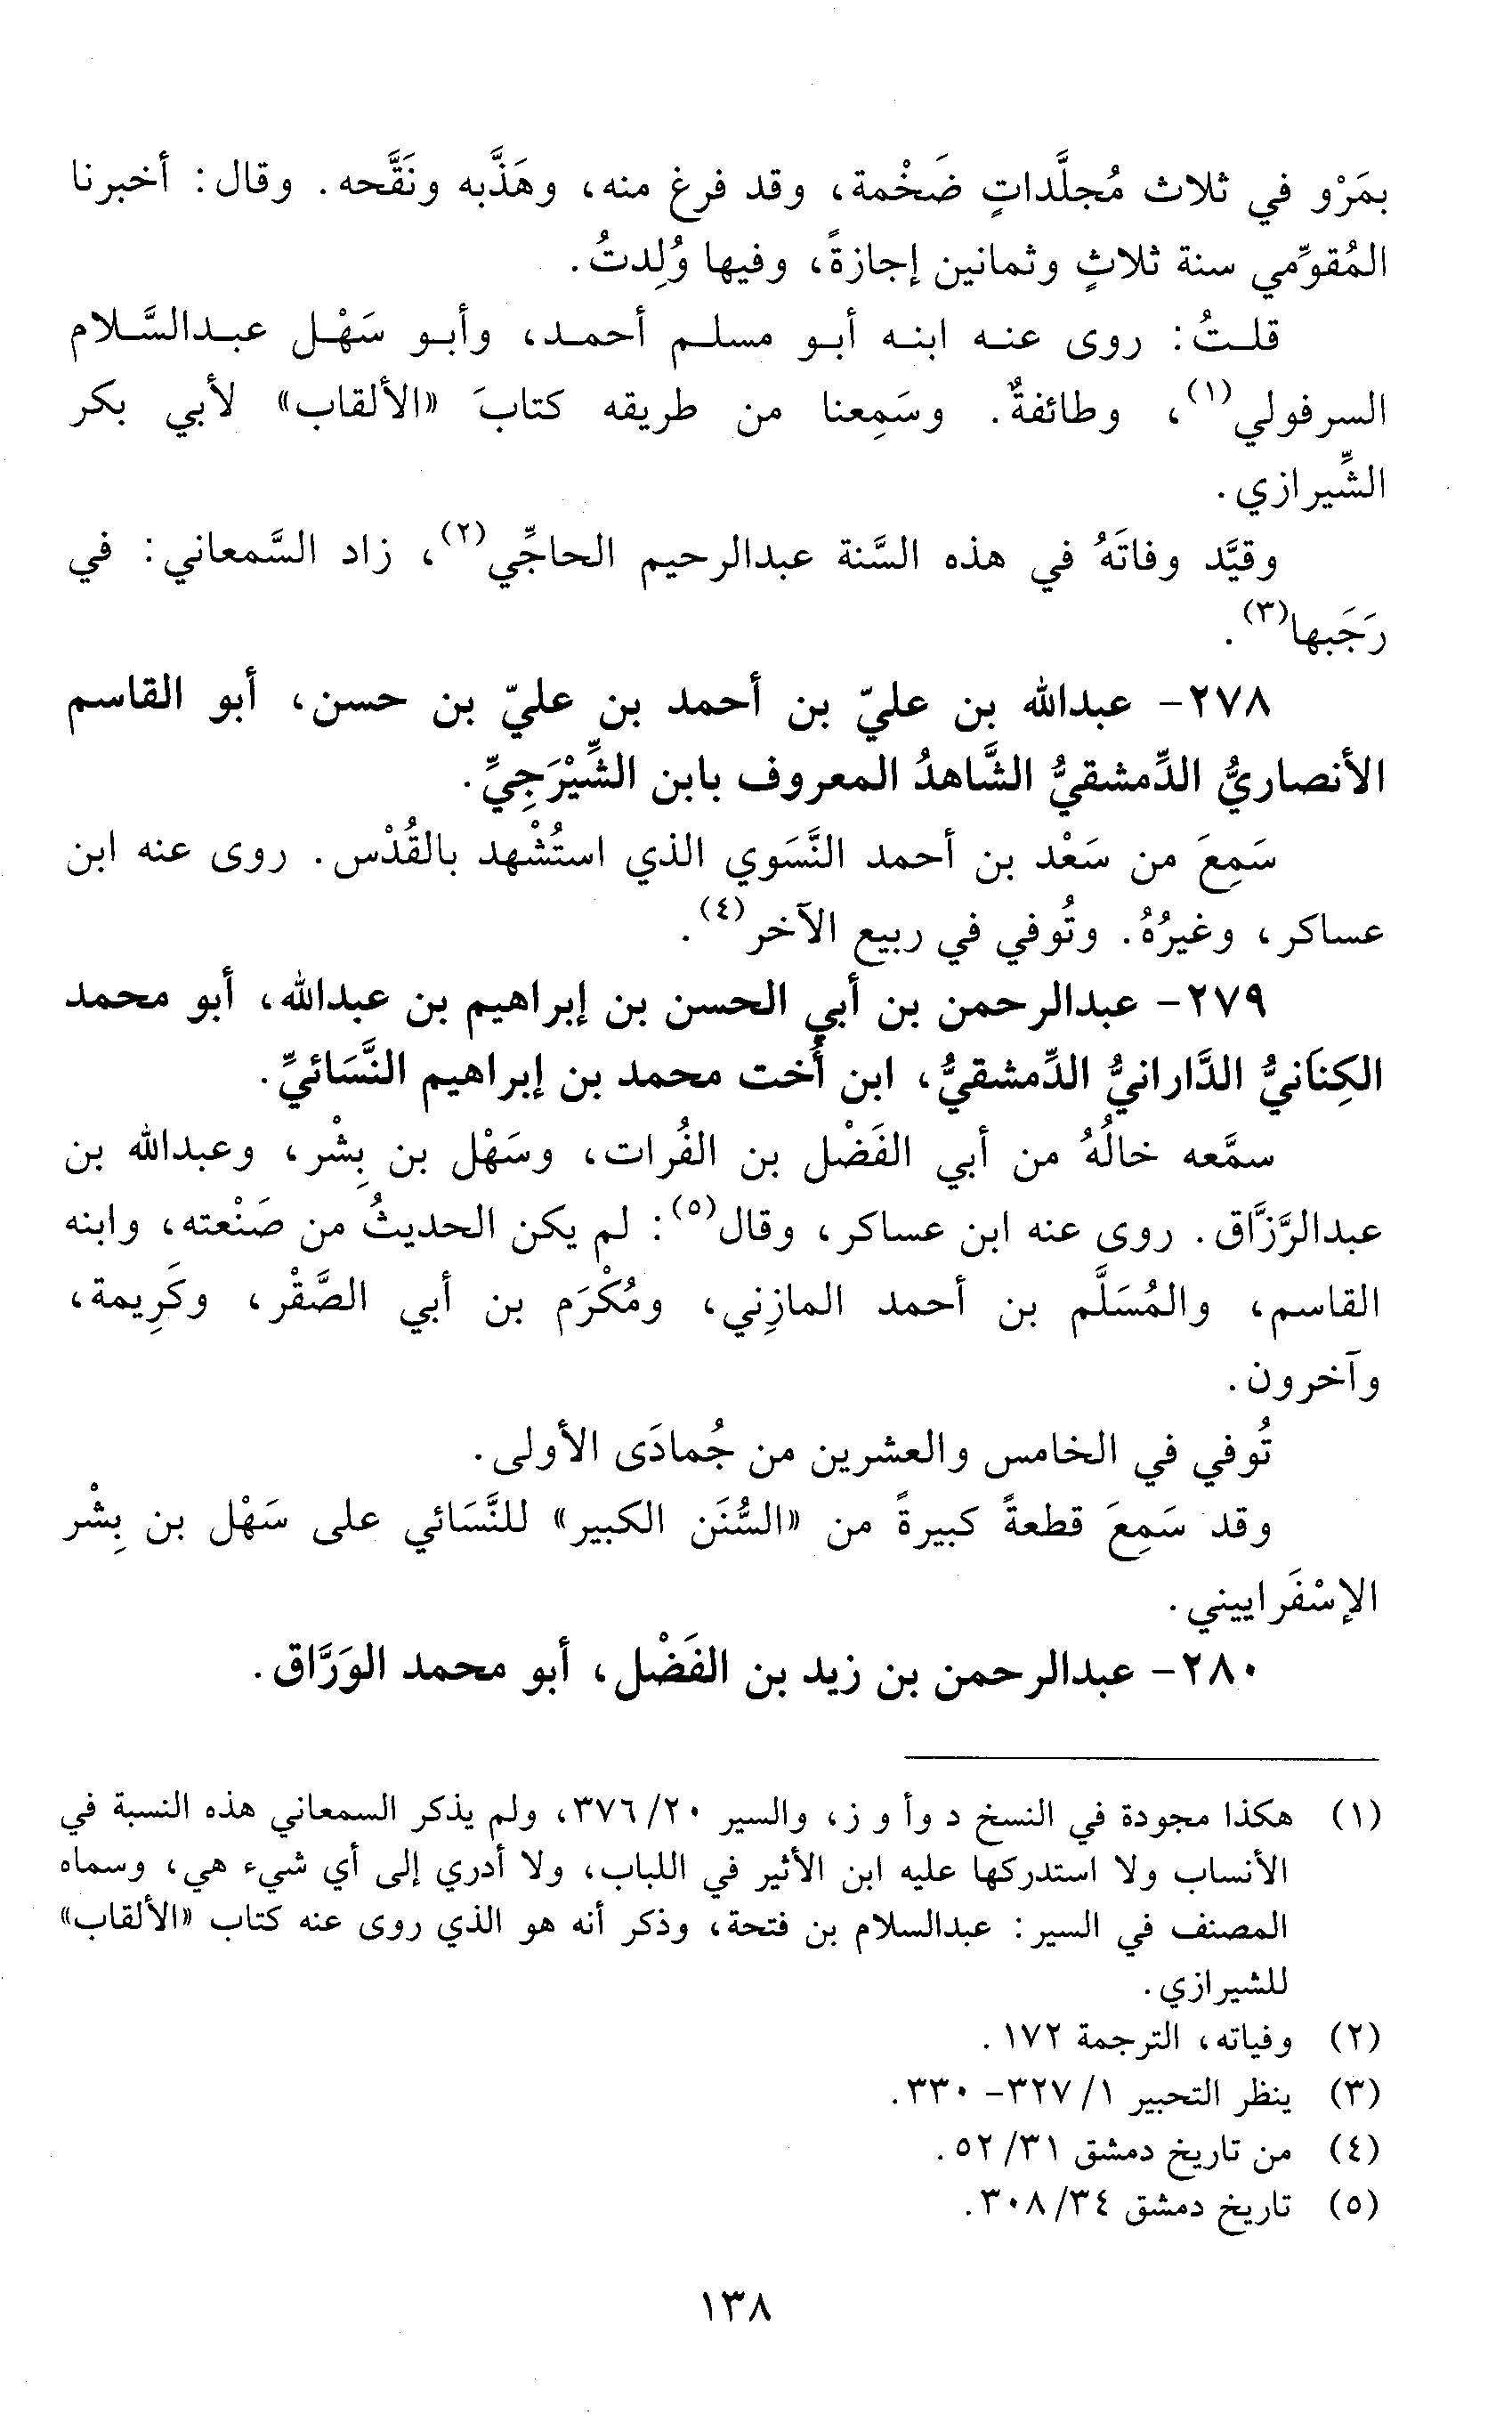 بمَرْو في ثلاث مُجلَّداتٍ ضَخْمة، وقد فرغ منه، وهَذَّبه ونَقَّحه. وقال: أخبرنا
المُقوِّمي سنة ثلاثٍ وثمانين إجازةً، وفيها وُلِدتُ.
قلتُ: روى عنه ابنه أبو مسلم أحمد، وأبو سَهْل عبدالسَّلام
السرفولي(١)، وطائفةٌ. وسَمِعنا من طريقه كتابَ «الألقاب» لأبي بكر
الشِّيرازي.
وقيَّد وفاتَهُ في هذه السَّنة عبدالرحيم الحاجِّي(٢)، زاد السَّمعاني: في
رَجَبها(٣).
٢٧٨- عبدالله بن عليّ بن أحمد بن عليّ بن حسن، أبو القاسم
الأنصاريُّ الدِّمشقيُّ الشَّاهدُ المعروف بابن الشِّيْرَجِيِّ.
سَمِعَ من سَعْد بن أحمد النَّسَوي الذي استُشْهد بالقُدْس. روى عنه ابن
عساكر، وغيرُهُ. وتُوفي في ربيع الآخر(٤).
٢٧٩- عبدالرحمن بن أبي الحسن بن إبراهيم بن عبدالله، أبو محمد
الكِنَانيُّ الدَّارانيُّ الدِّمشقيُّ، ابن أُخت محمد بن إبراهيم النَّسَائيِّ.
سمَّعه خالُهُ من أبي الفَضْل بن الفُرات، وسَهْل بن بِشْر، وعبدالله بن
عبدالرَّزَّاق. روى عنه ابن عساكر، وقال(٥): لم يكن الحديثُ من صَنْعته، وابنه
القاسم، والمُسَلَّم بن أحمد المازِني، ومُكْرَم بن أبي الصَّقْر، وكَرِيمة،
وآخرون.
تُوفي في الخامس والعشرين من جُمادَى الأولى.
وقد سَمِعَ قطعةً كبيرةً من «السُّنَن الكبير» للنَّسَائي على سَهْل بن بِشْر
الإسْفَراييني.
٢٨٠- عبدالرحمن بن زيد بن الفَضْل، أبو محمد الوَرَّاق.
(١) هكذا مجودة في النسخ د وأ و ز، والسير ٢٠/ ٣٧٦، ولم يذكر السمعاني هذه النسبة في
الأنساب ولا استدركها عليه ابن الأثير في اللباب، ولا أدري إلى أي شيء هي، وسماه
المصنف في السير: عبدالسلام بن فتحة، وذكر أنه هو الذي روى عنه كتاب «الألقاب»
للشيرازي.
(٢) وفياته، الترجمة ١٧٢.
(٣) ينظر التحبير ١/ ٣٢٧- ٣٣٠.
(٤) من تاريخ دمشق ٣١/ ٥٢.
(٥) تاريخ دمشق ٣٤/ ٣٠٨.
١٣٨